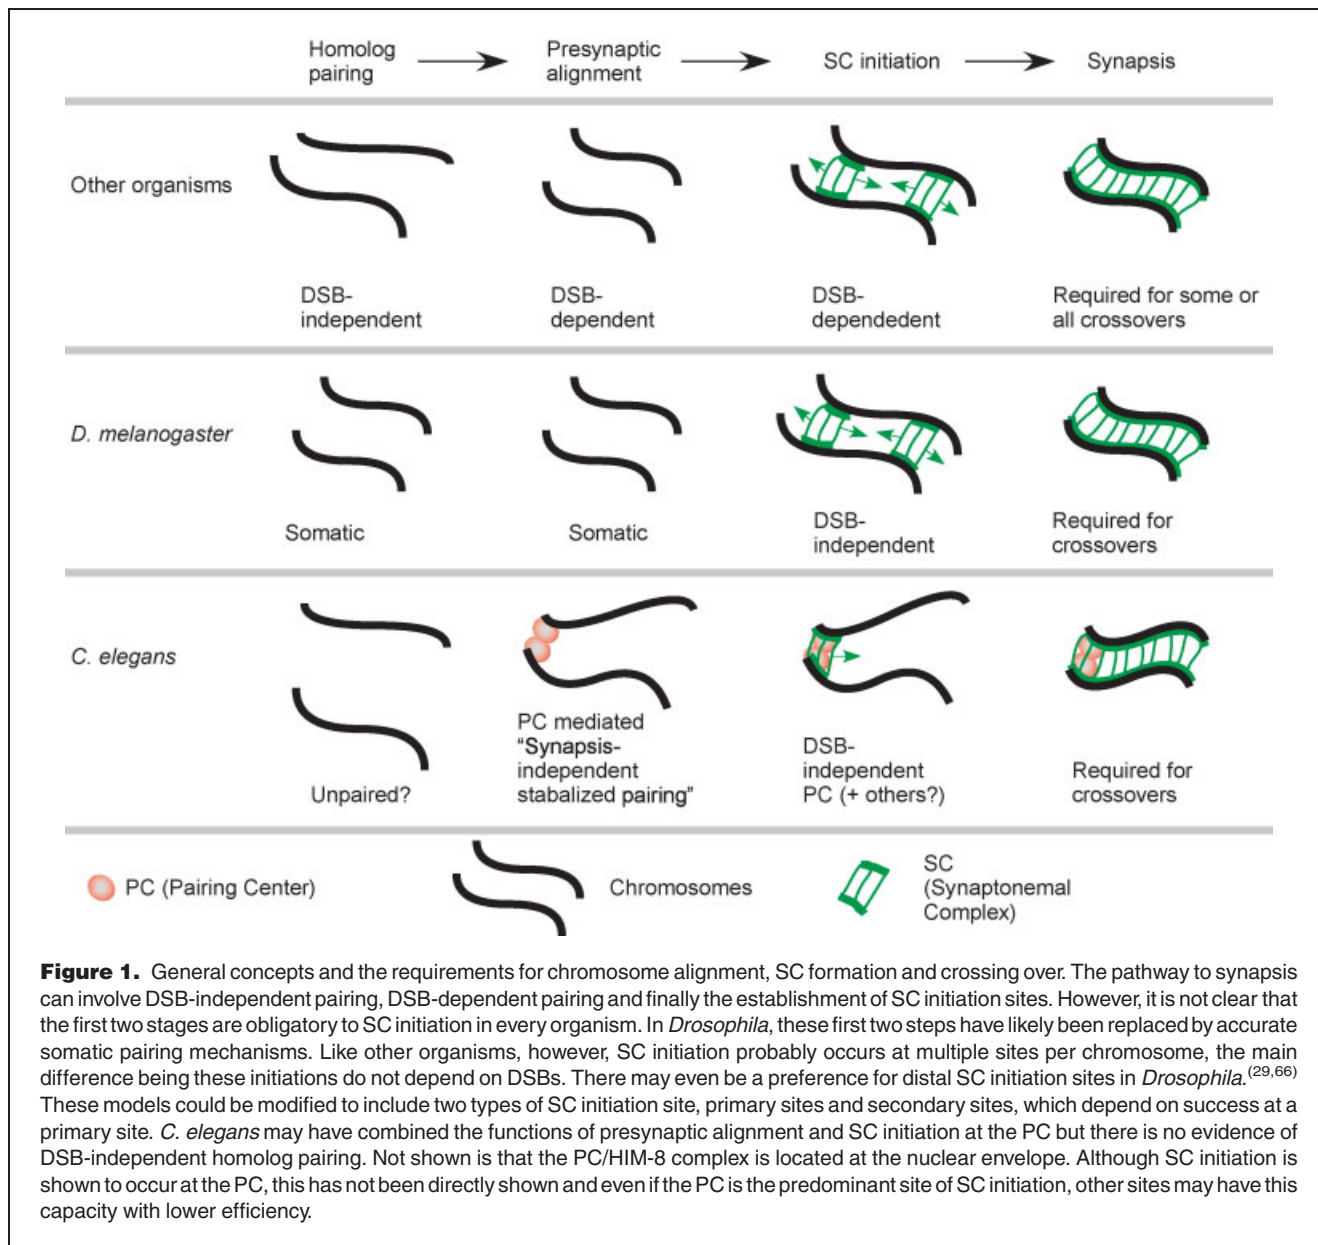 Homolog pairing
Presynaptic alignment
SC initiation
Synapsis
Other organisms
DSB-
independent
DSB-
dependent
DSB-
dependedent
Required for some or
all crossovers
D. melanogaster
Somatic
Somatic
DSB-
independent
Required for
crossovers
C. elegans
Unpaired?
PC mediated
“Synapsis-
independent
stabalized pairing”
DSB-
independent
PC (+ others?)
Required for
crossovers
PC (Pairing Center)
Chromosomes
SC
(Synaptonemal
Complex)
Figure 1. General concepts and the requirements for chromosome alignment, SC formation and crossing over. The pathway to synapsis
can involve DSB-independent pairing, DSB-dependent pairing and finally the establishment of SC initiation sites. However, it is not clear that
the first two stages are obligatory to SC initiation in every organism. In Drosophila, these first two steps have likely been replaced by accurate
somatic pairing mechanisms. Like other organisms, however, SC initiation probably occurs at multiple sites per chromosome, the main
difference being these initiations do not depend on DSBs. There may even be a preference for distal SC initiation sites in Drosophila.(29,66)
These models could be modified to include two types of SC initiation site, primary sites and secondary sites, which depend on success at a
primary site. C. elegans may have combined the functions of presynaptic alignment and SC initiation at the PC but there is no evidence of
DSB-independent homolog pairing. Not shown is that the PC/HIM-8 complex is located at the nuclear envelope. Although SC initiation is
shown to occur at the PC, this has not been directly shown and even if the PC is the predominant site of SC initiation, other sites may have this
capacity with lower efficiency.